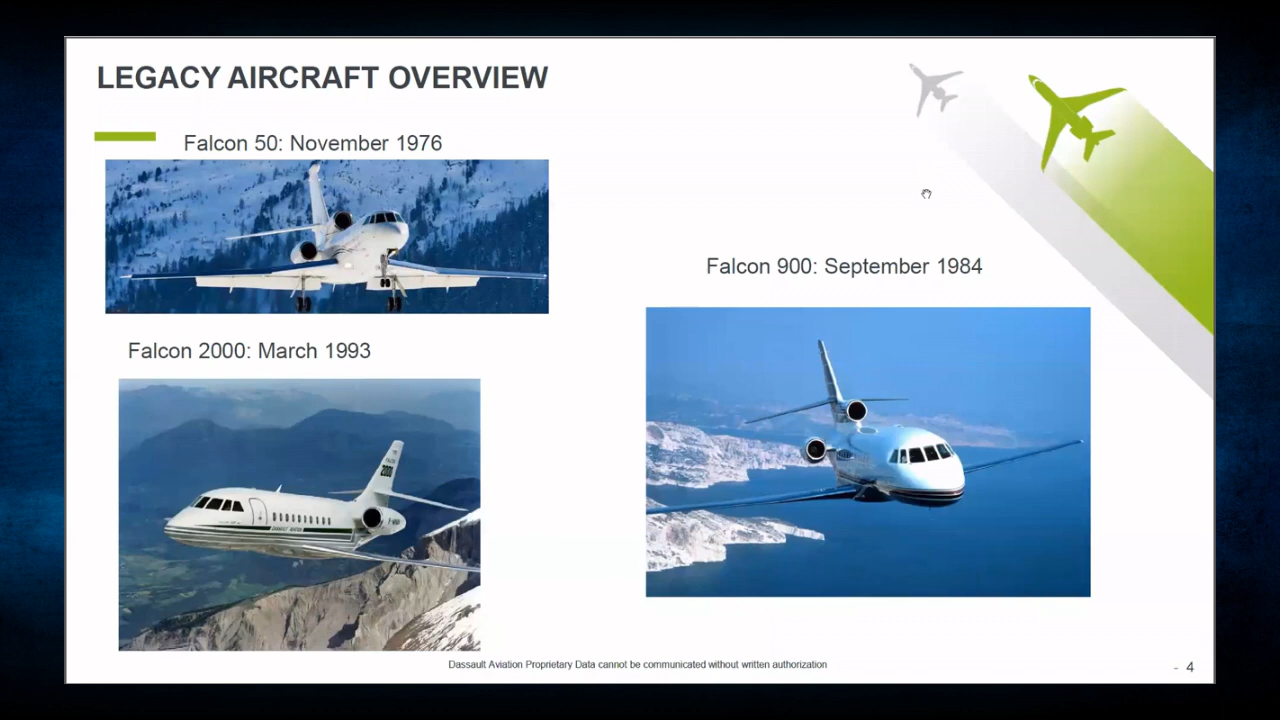 LEGACY AIRCRAFT OVERVIEW
Falcon 50: November 1976
Falcon 900: September 1984
Falcon 2000: March 1993
2000
Dassault Aviation Proprietary Data cannot be communicated without written authorization
- 4